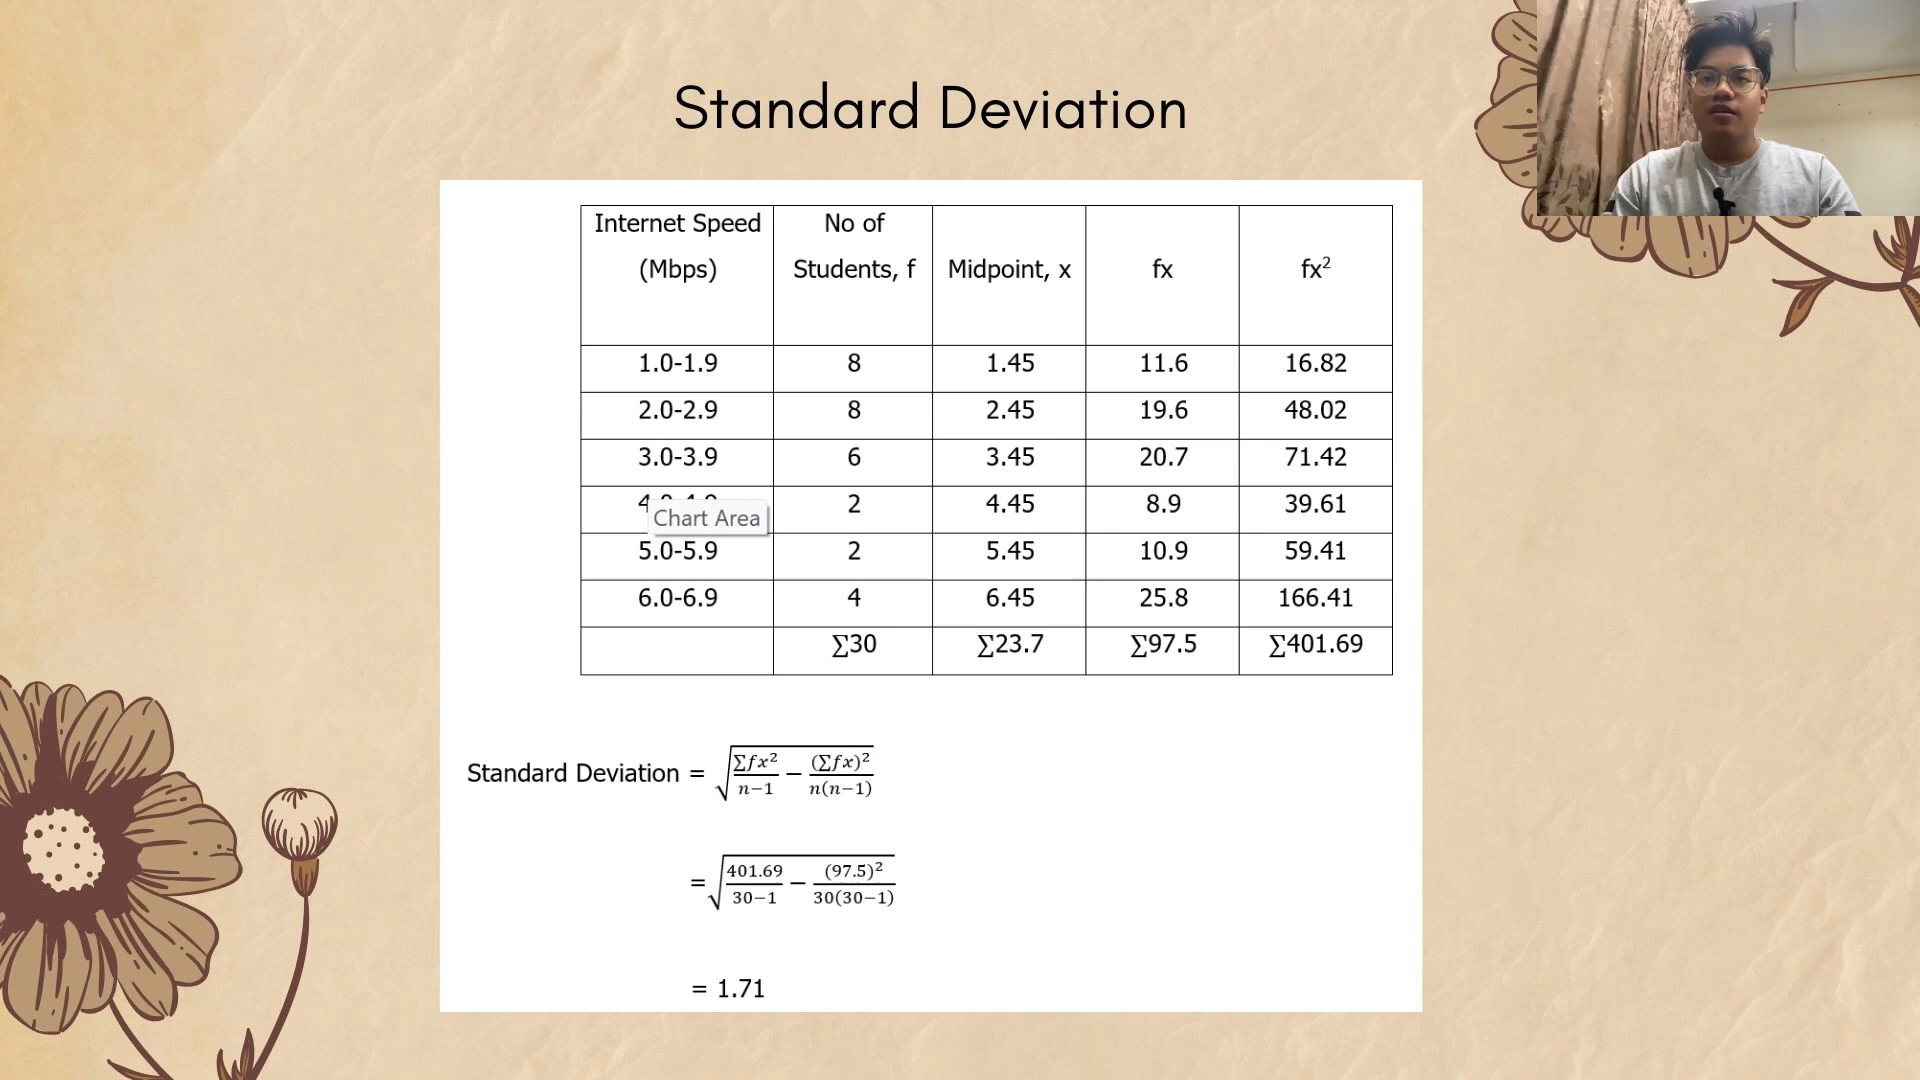 Standard Deviation
Internet Speed (Mbps) No of Students, f Midpoint, x fx fx²
1.0-1.9 8 1.45 11.6 16.82
2.0-2.9 8 2.45 19.6 48.02
3.0-3.9 6 3.45 20.7 71.42
2 4.45 8.9 39.61
Chart Area
5.0-5.9 2 5.45 10.9 59.41
6.0-6.9 4 6.45 25.8 166.41
∑30 ∑23.7 ∑97.5 ∑401.69
Standard Deviation = √(∑fx²/(n−1) − (∑fx)²/(n(n−1)))
= √(401.69/(30−1) − (97.5)²/(30(30−1)))
= 1.71